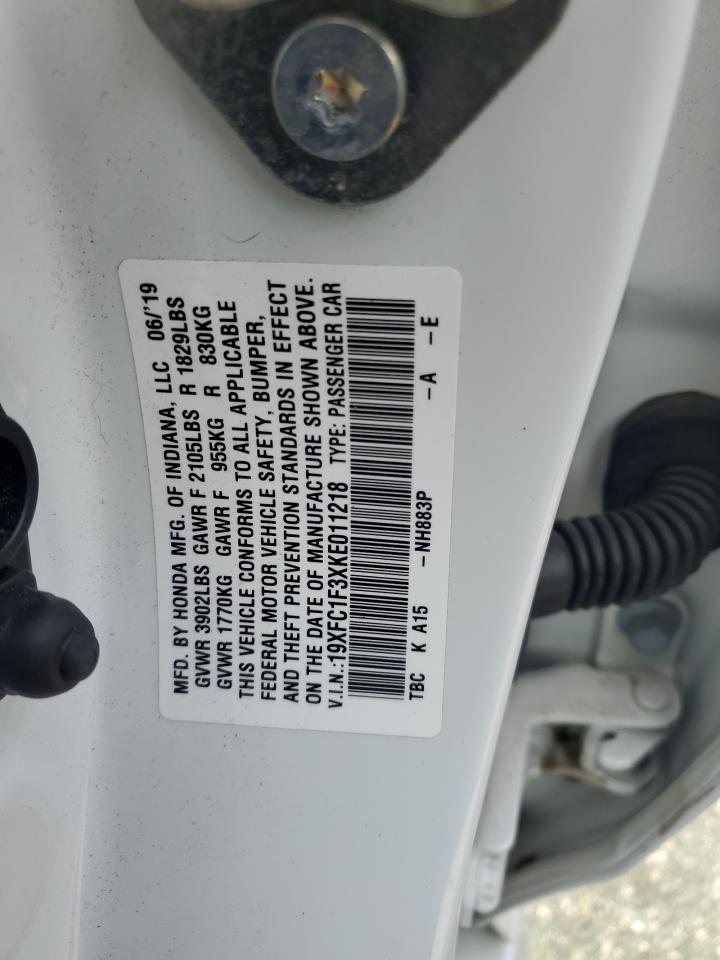 MFD. BY HONDA MFG. OF INDIANA, LLC 06/'19
GVWR 3902LBS GAWR F 2105LBS R 1829LBS
GVWR 1770KG GAWR F 955KG R 830KG
THIS VEHICLE CONFORMS TO ALL APPLICABLE
FEDERAL MOTOR VEHICLE SAFETY, BUMPER,
AND THEFT PREVENTION STANDARDS IN EFFECT
ON THE DATE OF MANUFACTURE SHOWN ABOVE.
V.I.N.:19XFC1F3XKE011218 TYPE: PASSENGER CAR
TBC K A15 -NH883P -A -E